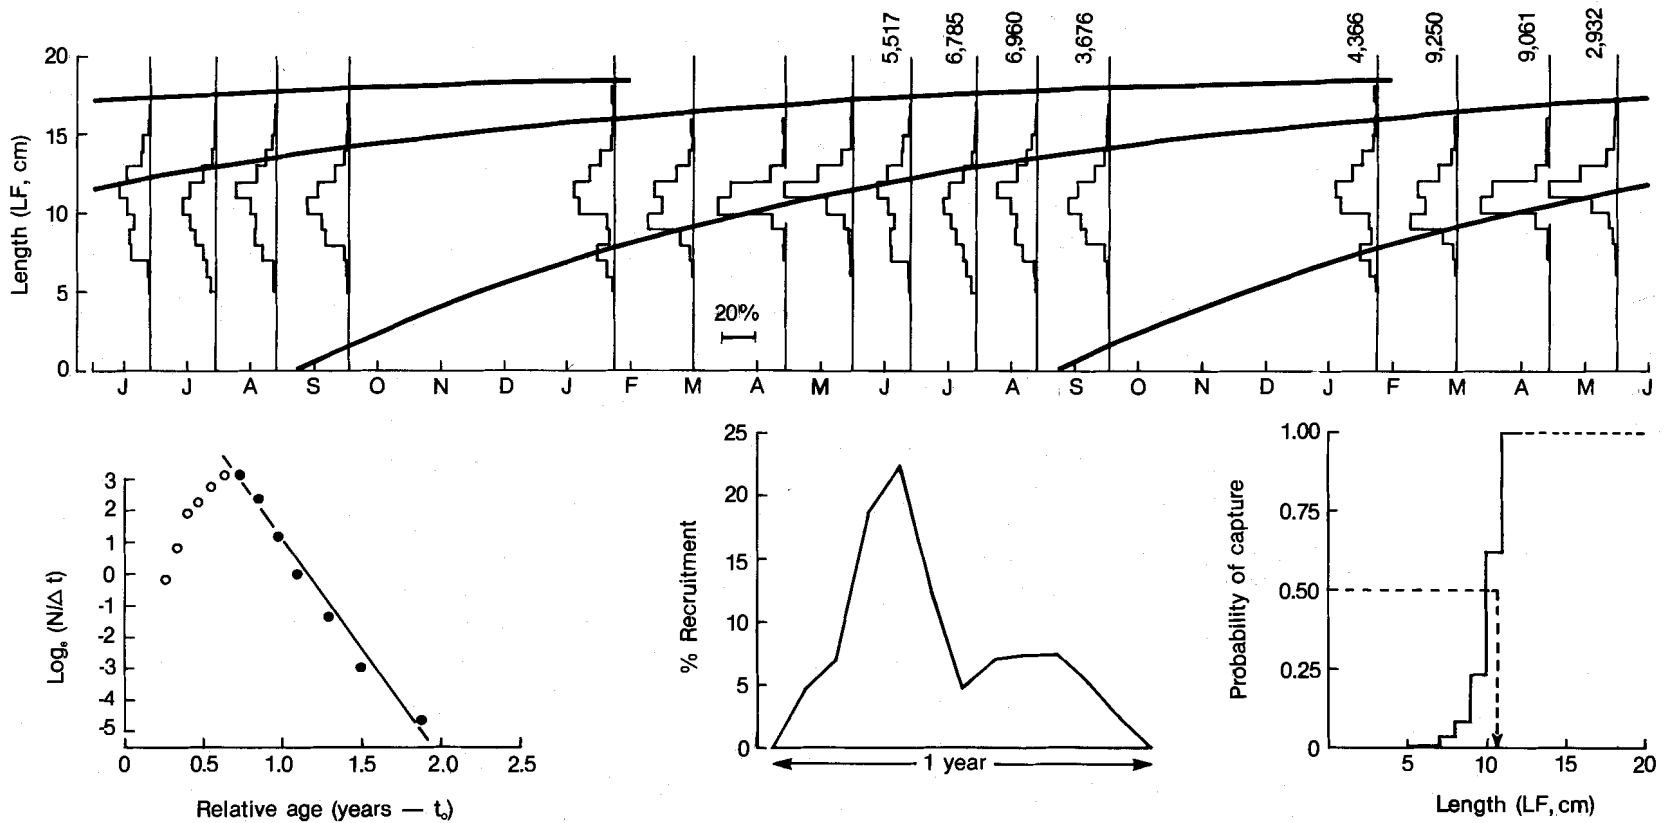 5,517 6,785 6,960 3,676 4,366 9,250 9,061 2,932
20
15
10
5
0
Length (LF, cm)
20%
J J A S O N D J F M A M J J A S O N D J F M A M J
3
2
1
0
-1
-2
-3
-4
-5
Logₑ (N/Δ t)
0 0.5 1.0 1.5 2.0 2.5
Relative age (years — tₒ)
25
20
15
10
5
0
% Recruitment
1 year
1.00
0.75
0.50
0.25
0
Probability of capture
5 10 15 20
Length (LF, cm)